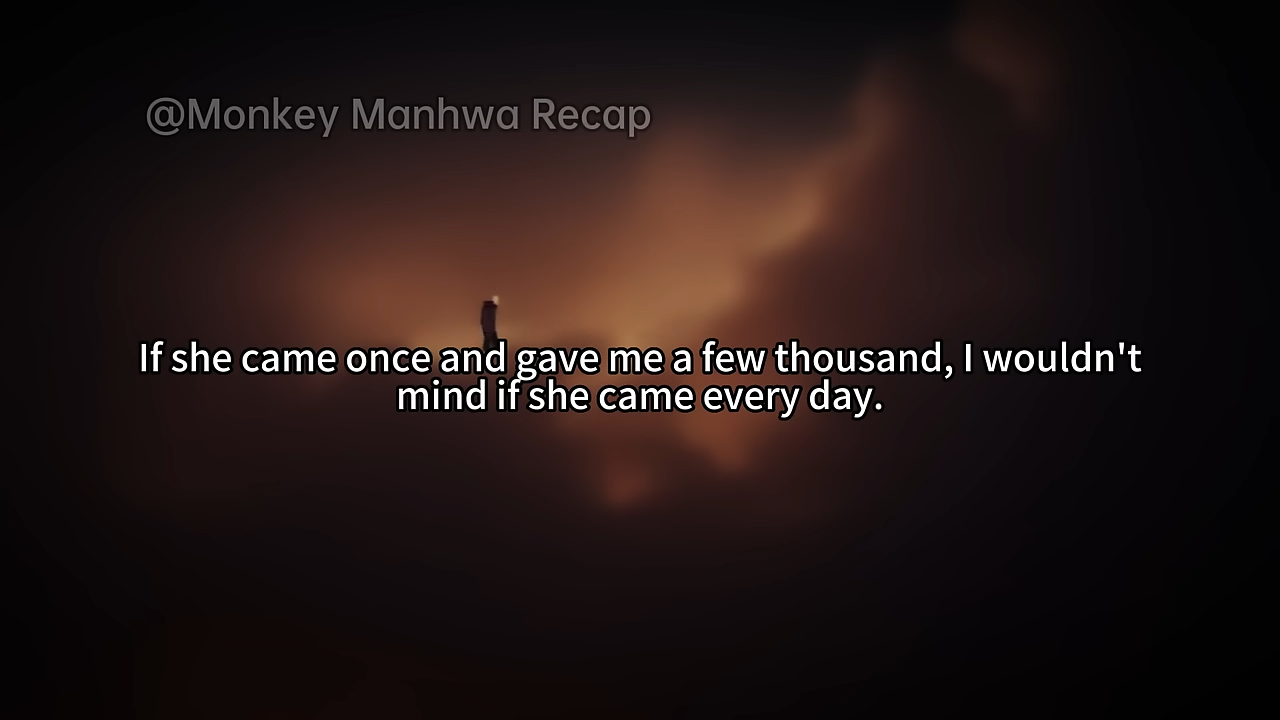 @Monkey Manhwa Recap
If she came once and gave me a few thousand, I wouldn't
mind if she came every day.